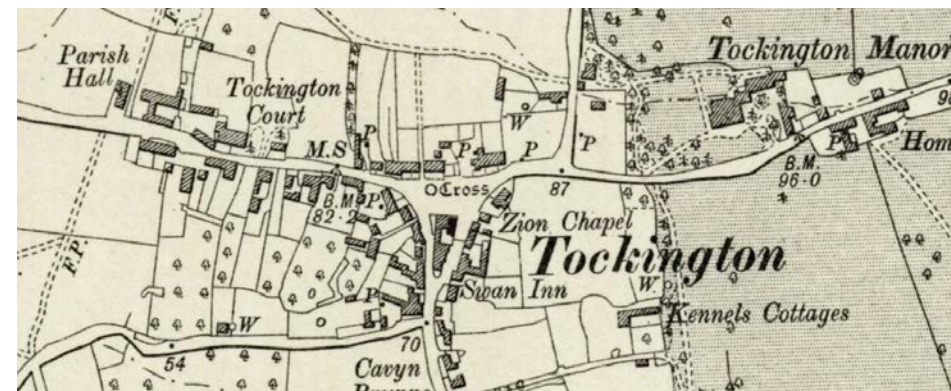 F.
Parish
Hall
Tockington
Court
M.S
P
P
P
W
P
Tockington Manor
B.M.
96·0
P
Hom
9
Cross
87
B.M.
82·2
P.
Zion Chapel
Tockington
Swan Inn
W.
Kennels Cottages
F.P.
P
W
54
70
Cavyn